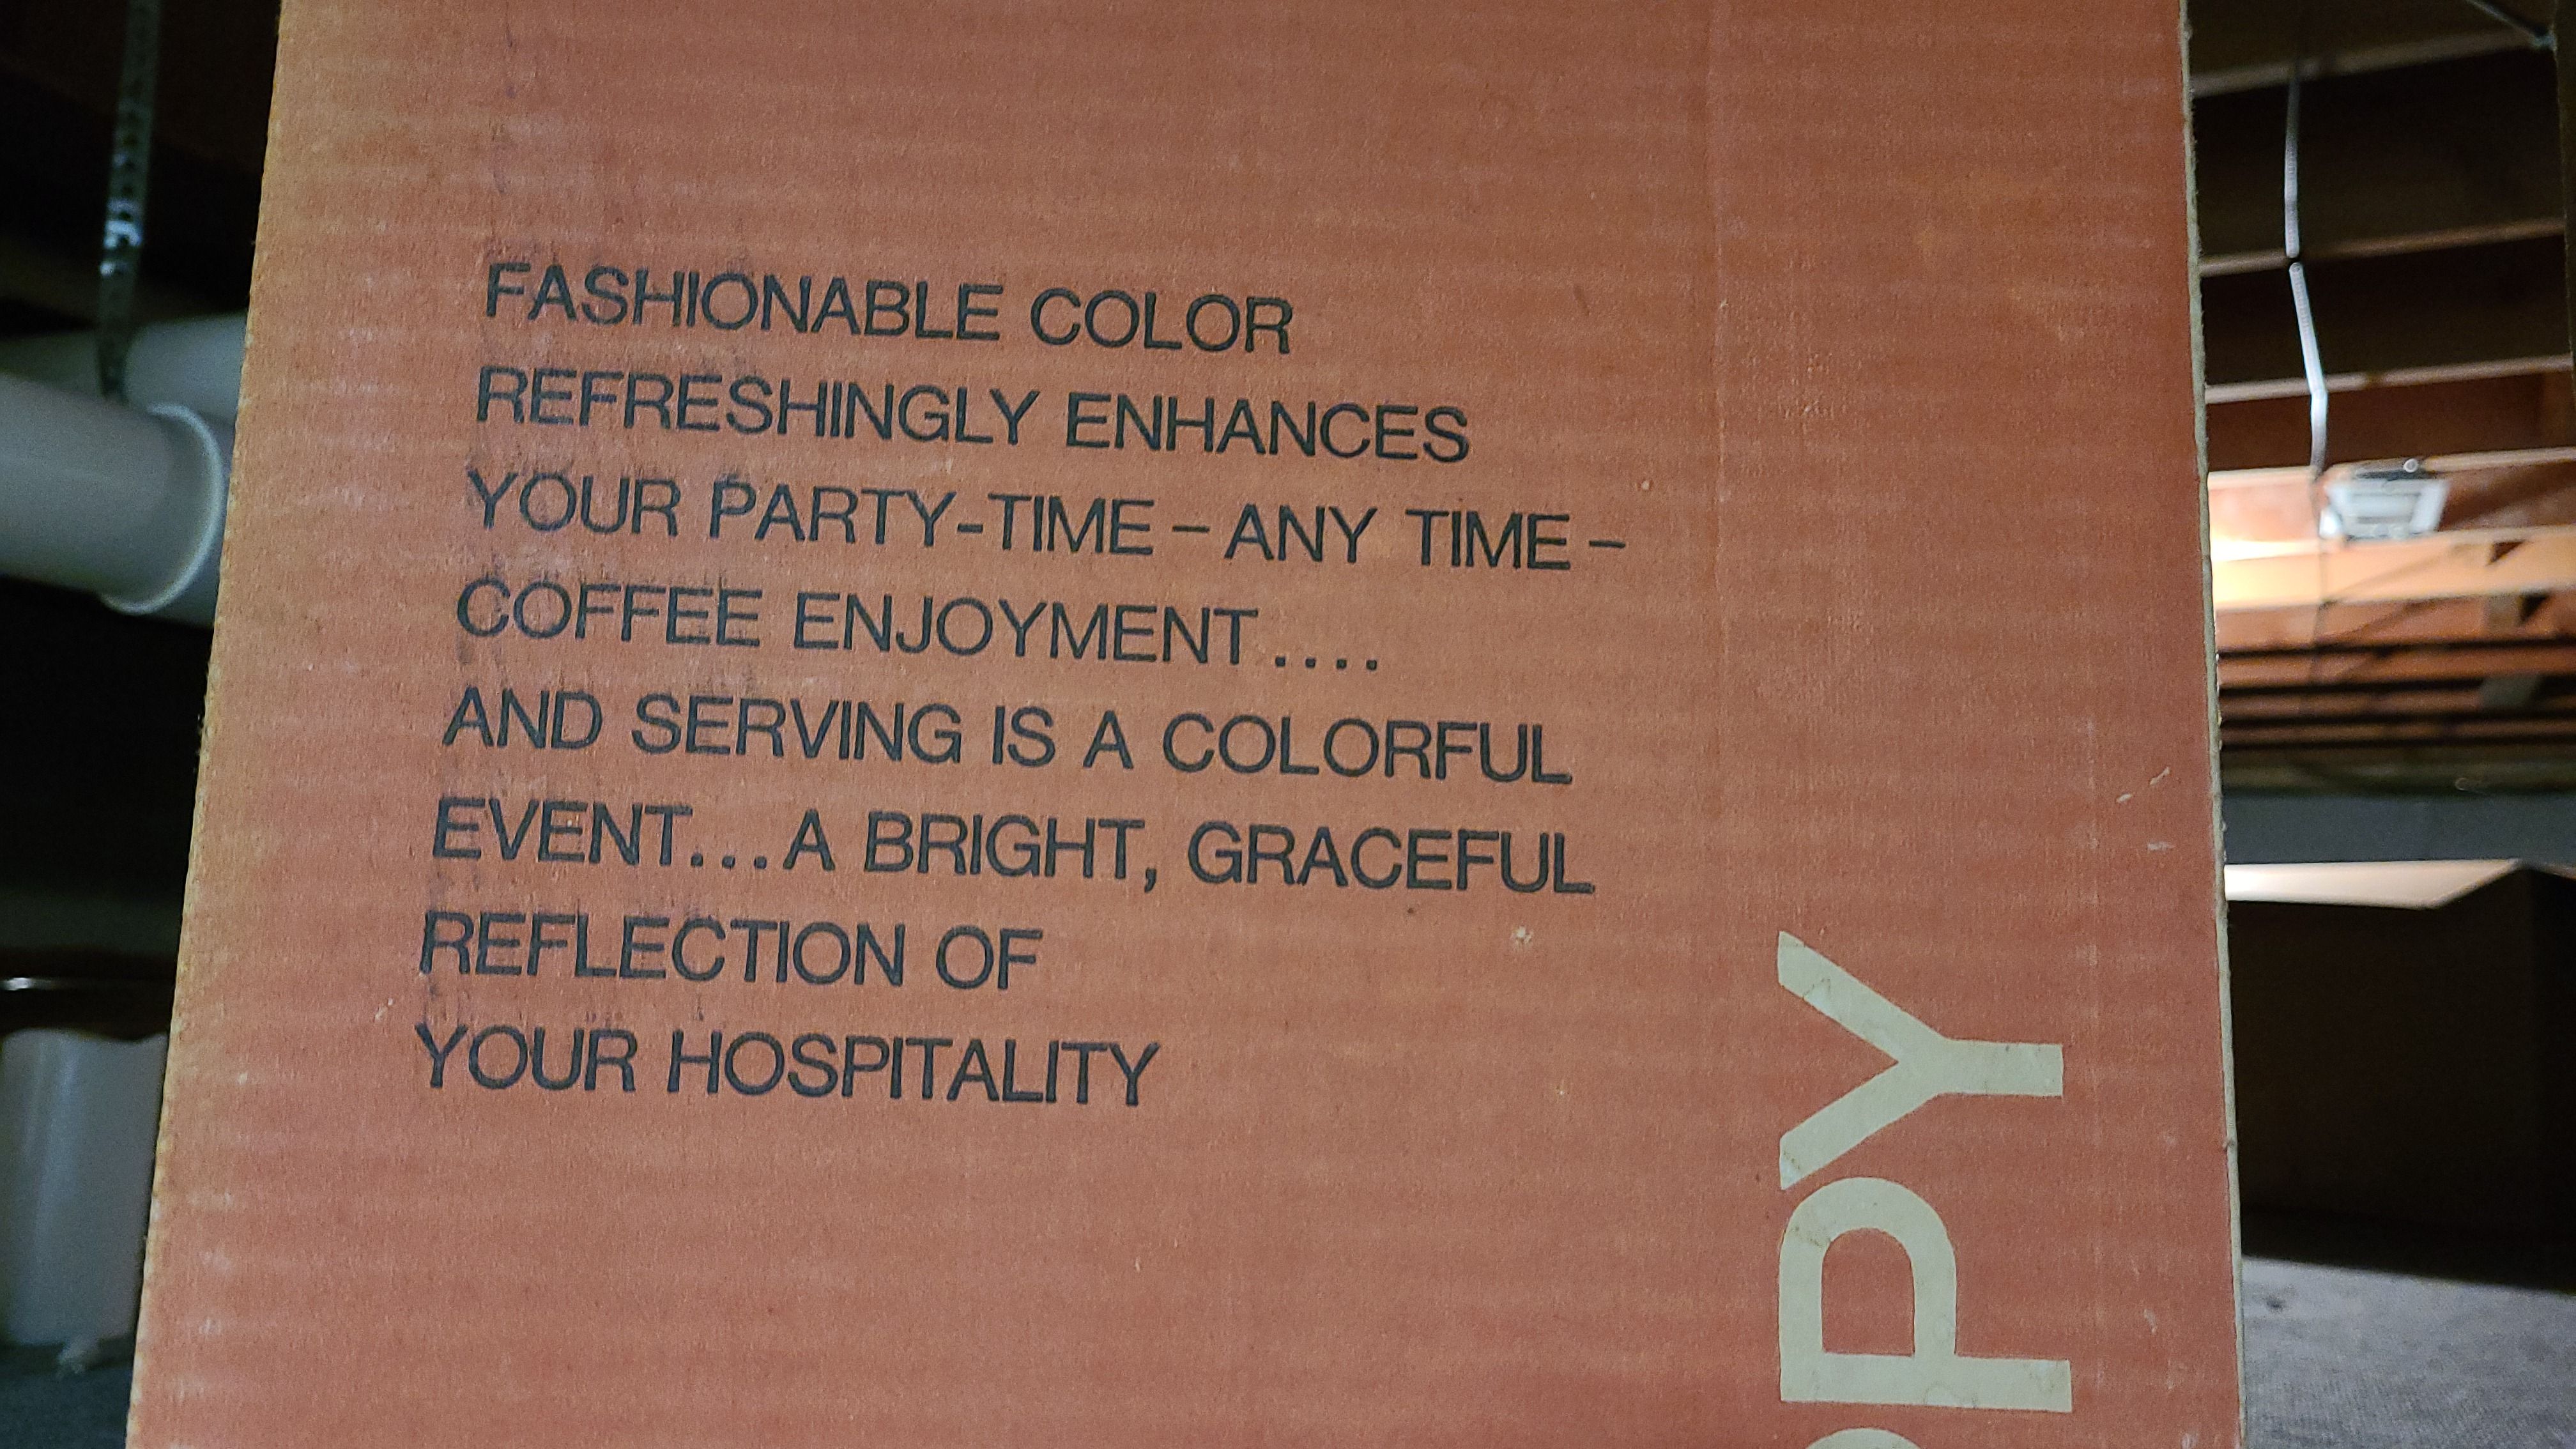 FASHIONABLE COLOR
REFRESHINGLY ENHANCES
YOUR PARTY-TIME – ANY TIME –
COFFEE ENJOYMENT....
AND SERVING IS A COLORFUL
EVENT...A BRIGHT, GRACEFUL
REFLECTION OF
YOUR HOSPITALITY